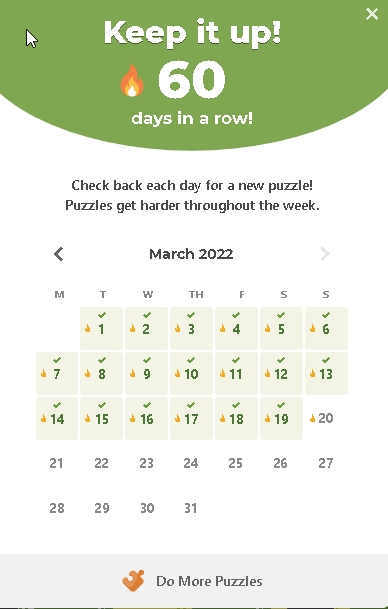 Keep it up!
60
days in a row!
Check back each day for a new puzzle!
Puzzles get harder throughout the week.
March 2022
M T W TH F S S
1 2 3 4 5 6
7 8 9 10 11 12 13
14 15 16 17 18 19 20
21 22 23 24 25 26 27
28 29 30 31
Do More Puzzles